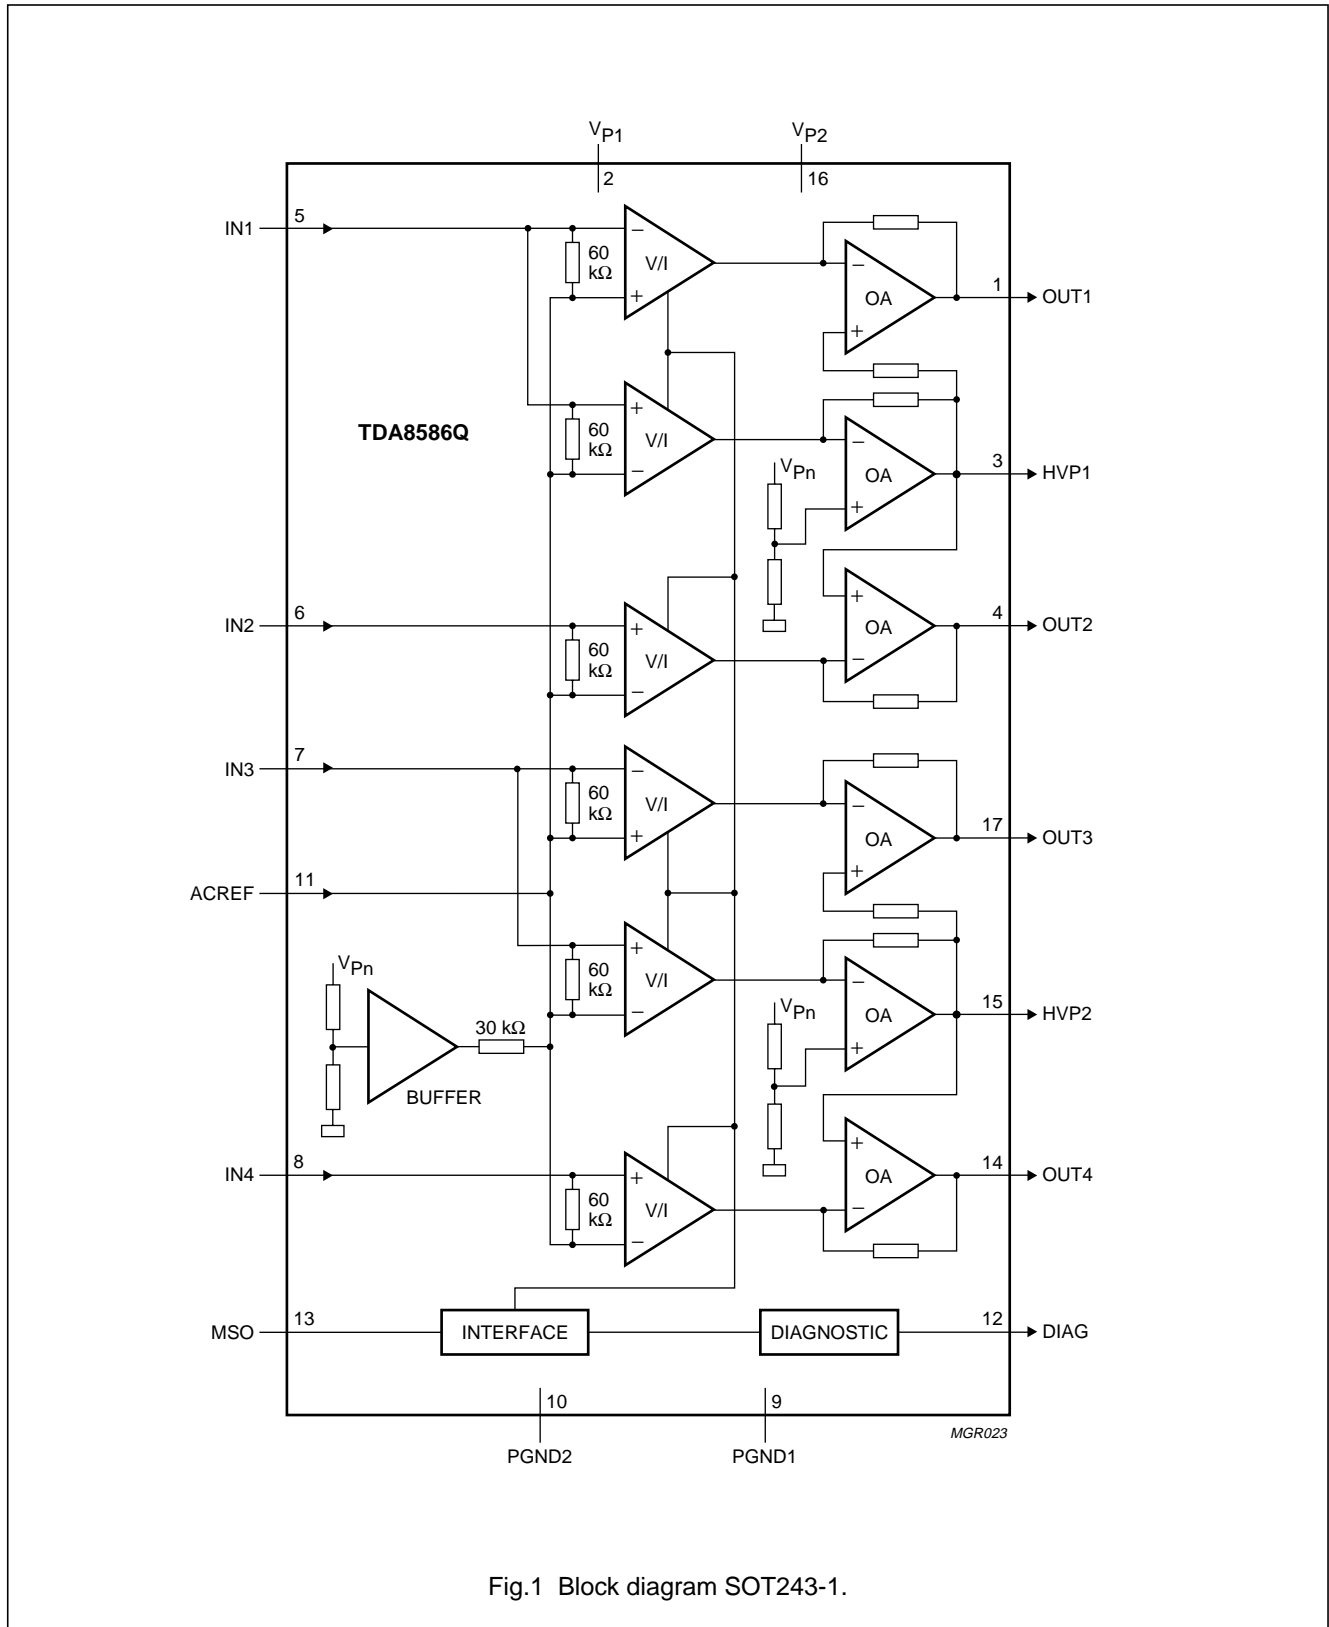 VP1
VP2
2
16
IN1
5
60
kΩ
−
+
V/I
−
+
OA
1
OUT1
TDA8586Q
60
kΩ
+
−
V/I
VPn
−
+
OA
3
HVP1
IN2
6
60
kΩ
+
−
V/I
+
−
OA
4
OUT2
IN3
7
60
kΩ
−
+
V/I
−
+
OA
17
OUT3
ACREF
11
VPn
30 kΩ
BUFFER
60
kΩ
+
−
V/I
VPn
−
+
OA
15
HVP2
IN4
8
60
kΩ
+
−
V/I
+
−
OA
14
OUT4
MSO
13
INTERFACE
DIAGNOSTIC
12
DIAG
10
9
MGR023
PGND2
PGND1
Fig.1 Block diagram SOT243-1.